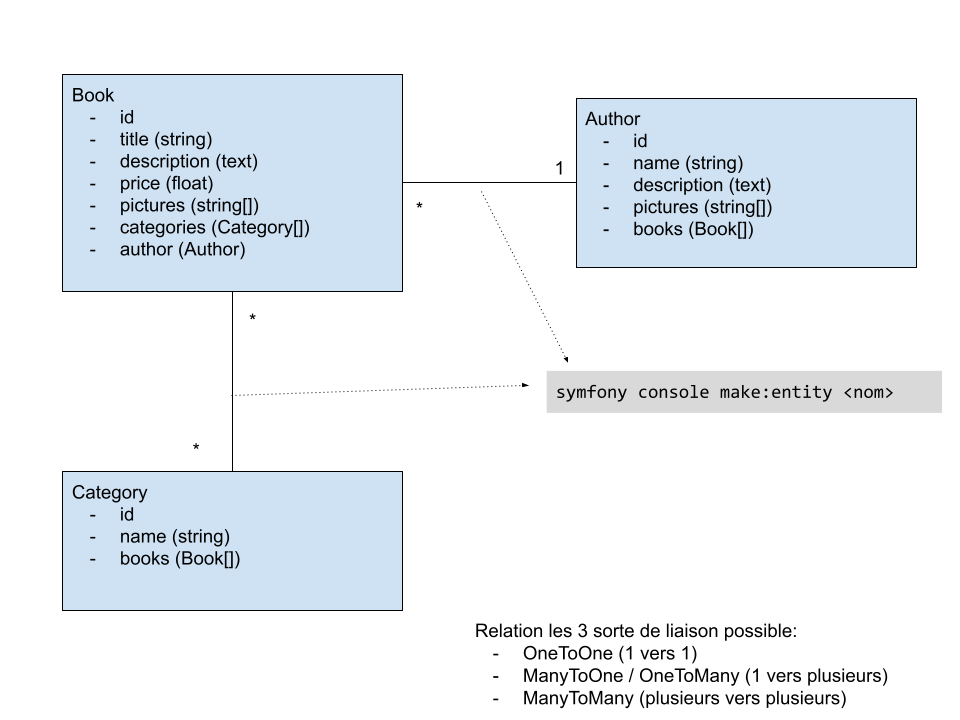 Book
- id
- title (string)
- description (text)
- price (float)
- pictures (string[])
- categories (Category[])
- author (Author)
Author
- id
- name (string)
- description (text)
- pictures (string[])
- books (Book[])
1
*
*
symfony console make:entity <nom>
*
Category
- id
- name (string)
- books (Book[])
Relation les 3 sorte de liaison possible:
- OneToOne (1 vers 1)
- ManyToOne / OneToMany (1 vers plusieurs)
- ManyToMany (plusieurs vers plusieurs)